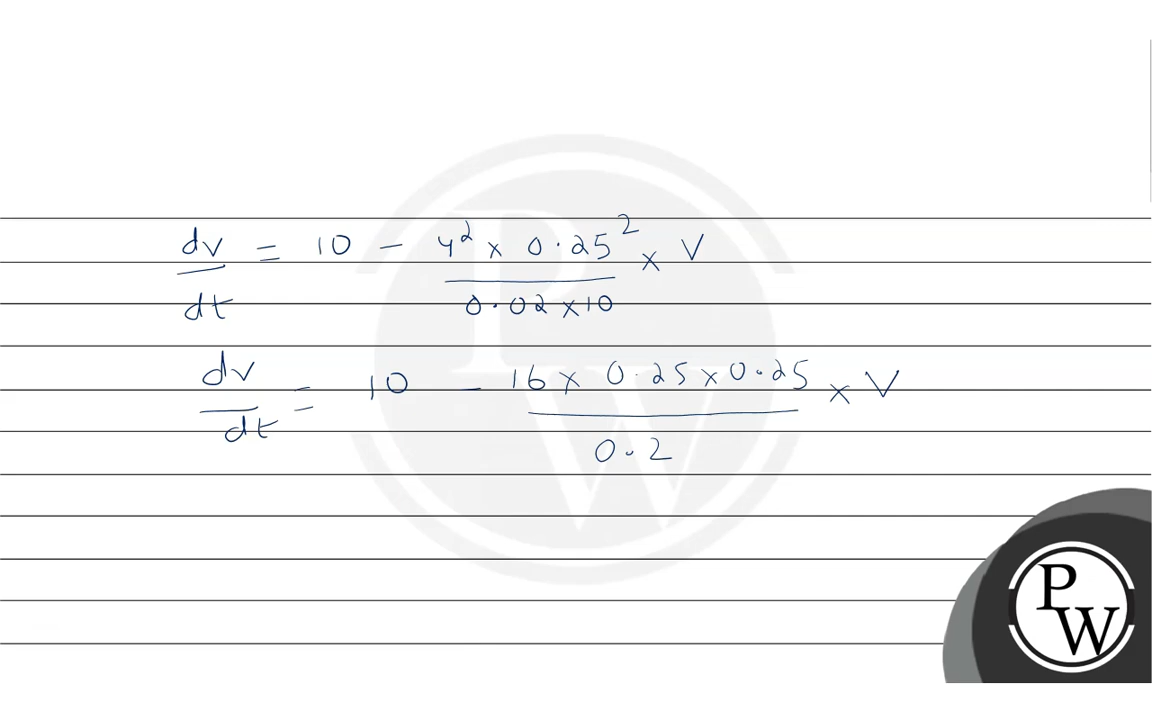 dv/dt = 10 - 4² × 0.25² / 0.02×10 × V
dv/dt = 10 - 16 × 0.25 × 0.25 / 0.2 × V
PW